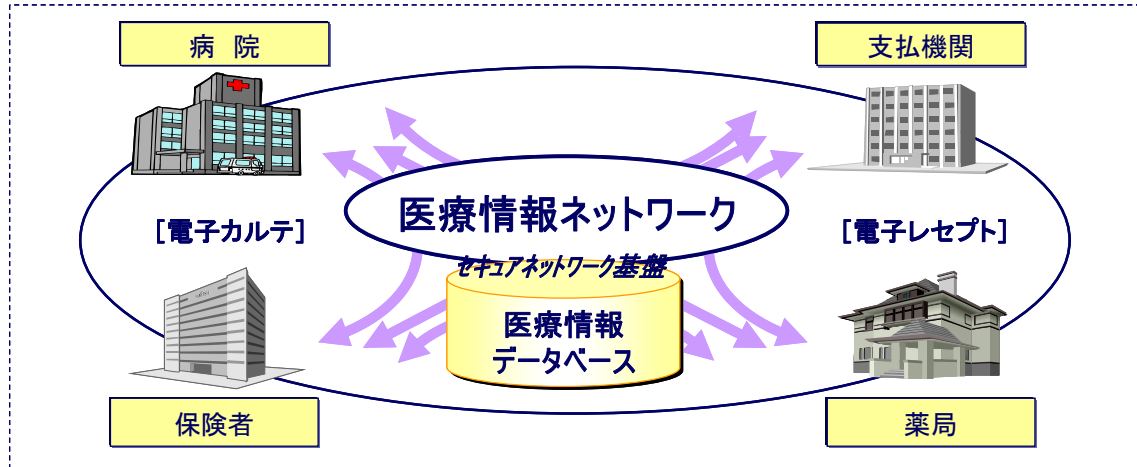 病 院
支払機関
医療情報ネットワーク
[電子カルテ]
[電子レセプト]
セキュアネットワーク基盤
医療情報
データベース
保険者
薬局